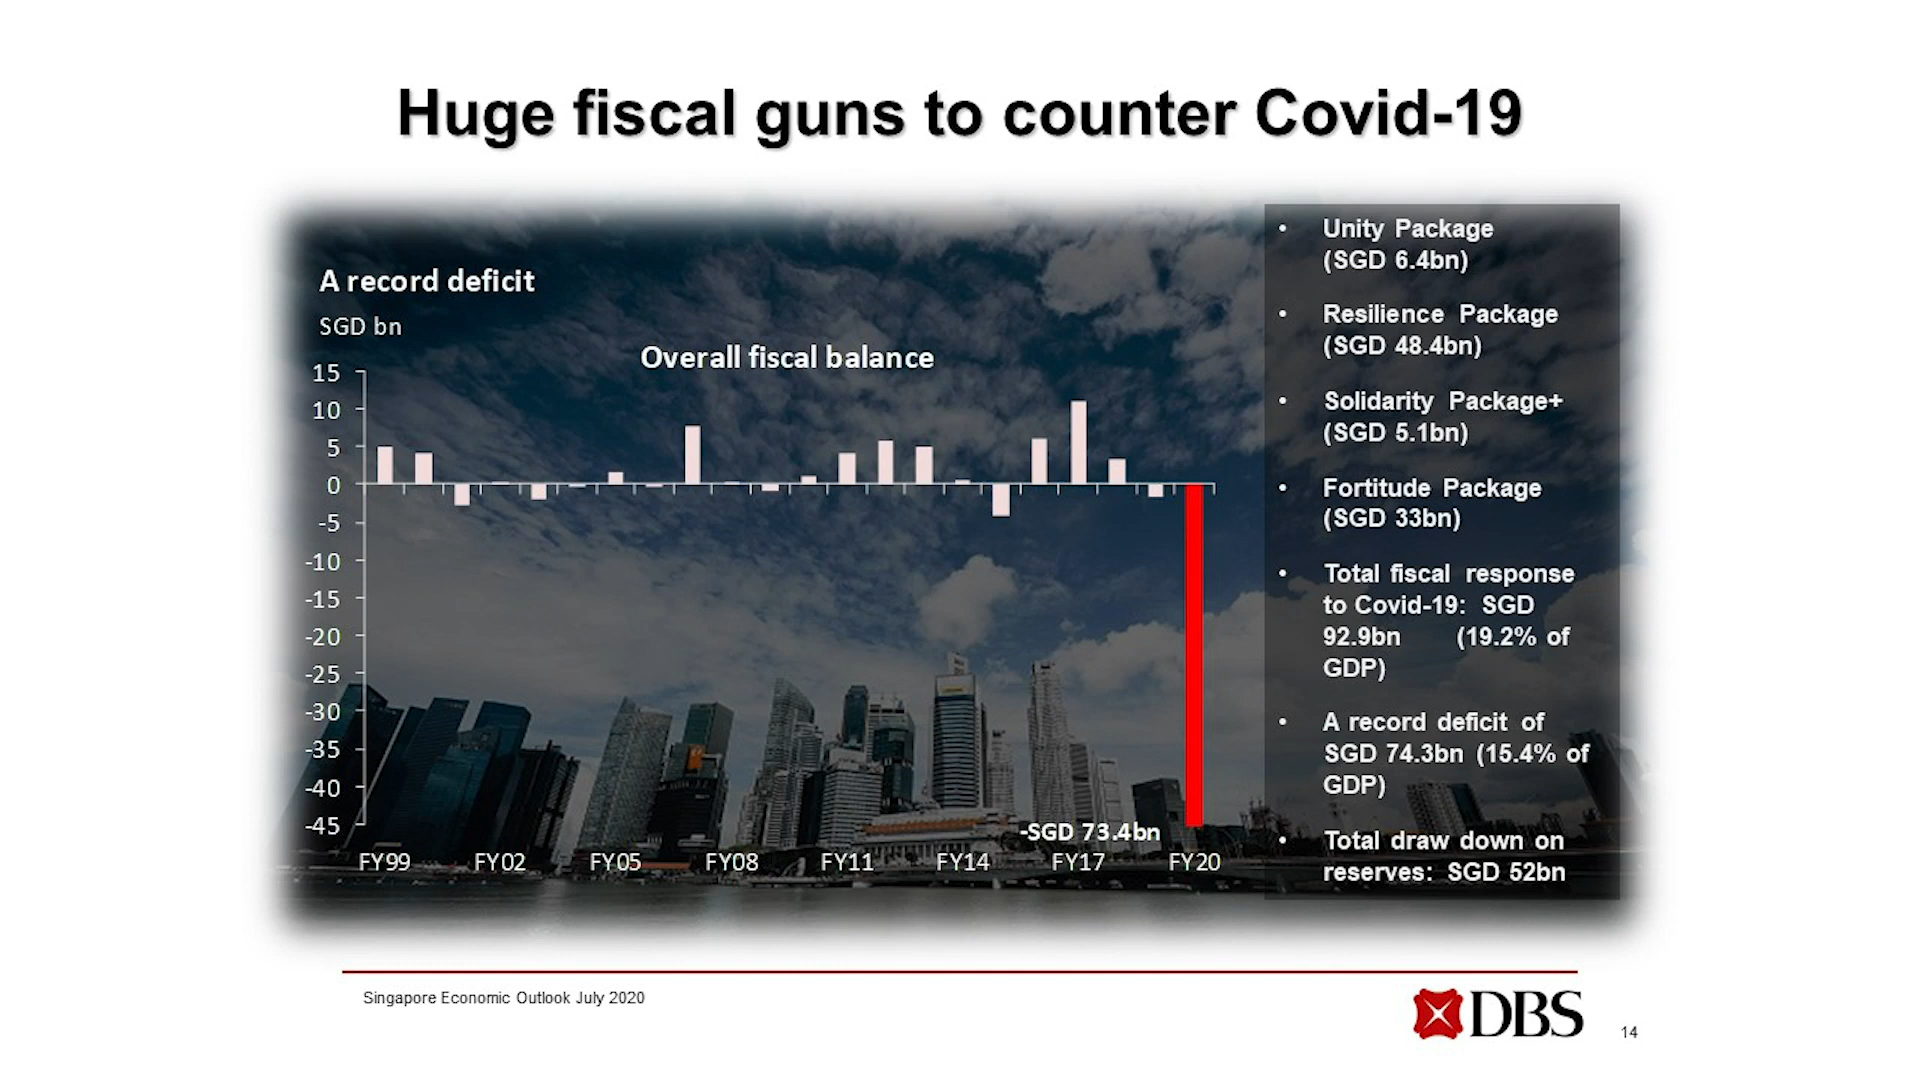 Huge fiscal guns to counter Covid-19
A record deficit
SGD bn
Overall fiscal balance
15
10
5
0
-5
-10
-15
-20
-25
-30
-35
-40
-45
-SGD 73.4bn
FY99 FY02 FY05 FY08 FY11 FY14 FY17 FY20
• Unity Package
(SGD 6.4bn)
• Resilience Package
(SGD 48.4bn)
• Solidarity Package+
(SGD 5.1bn)
• Fortitude Package
(SGD 33bn)
• Total fiscal response
to Covid-19: SGD
92.9bn (19.2% of
GDP)
• A record deficit of
SGD 74.3bn (15.4% of
GDP)
• Total draw down on
reserves: SGD 52bn
Singapore Economic Outlook July 2020
DBS
14